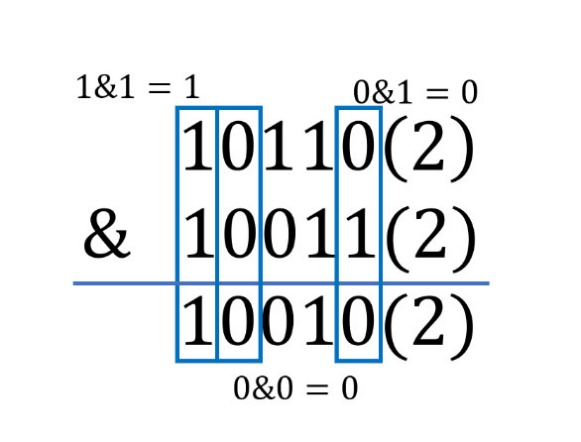 1&1 = 1
0&1 = 0
10110(2)
& 10011(2)
10010(2)
0&0 = 0